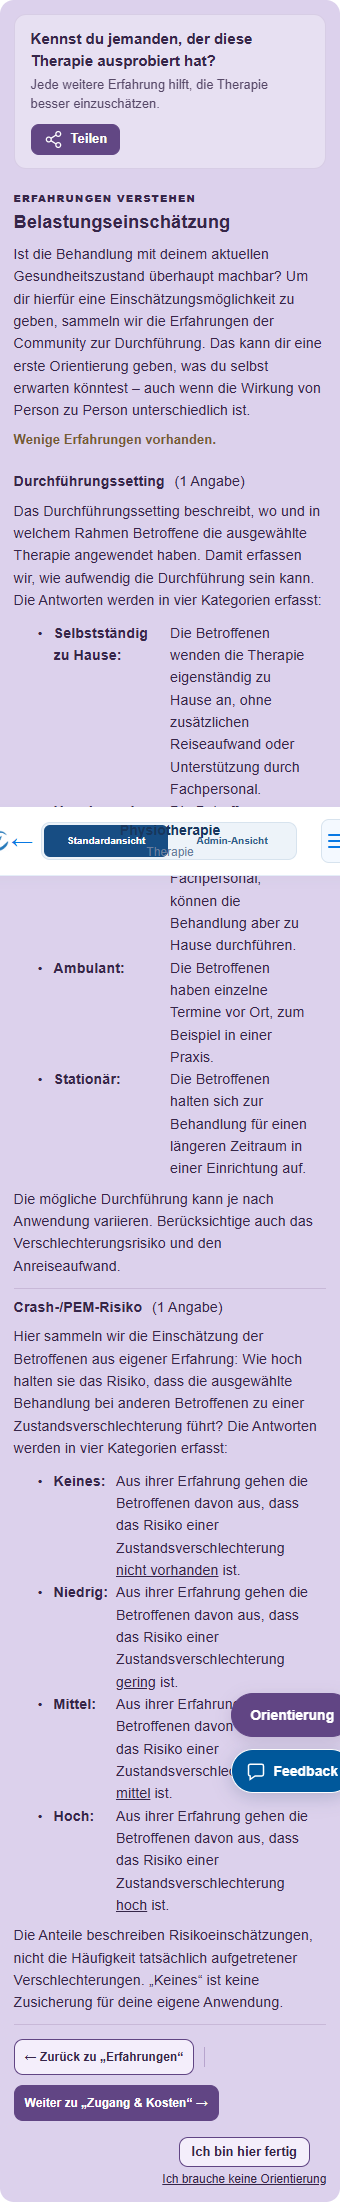 Kennst du jemanden, der diese
Therapie ausprobiert hat?
Jede weitere Erfahrung hilft, die Therapie
besser einzuschätzen.
Teilen
ERFAHRUNGEN VERSTEHEN
Belastungseinschätzung
Ist die Behandlung mit deinem aktuellen
Gesundheitszustand überhaupt machbar? Um
dir hierfür eine Einschätzungsmöglichkeit zu
geben, sammeln wir die Erfahrungen der
Community zur Durchführung. Das kann dir eine
erste Orientierung geben, was du selbst
erwarten könntest – auch wenn die Wirkung von
Person zu Person unterschiedlich ist.
Wenige Erfahrungen vorhanden.
Durchführungssetting (1 Angabe)
Das Durchführungssetting beschreibt, wo und in
welchem Rahmen Betroffene die ausgewählte
Therapie angewendet haben. Damit erfassen
wir, wie aufwendig die Durchführung sein kann.
Die Antworten werden in vier Kategorien erfasst:
• Selbstständig Die Betroffenen
zu Hause: wenden die Therapie
eigenständig zu
Hause an, ohne
zusätzlichen
Reiseaufwand oder
Unterstützung durch
Fachpersonal.
Physiotherapie
← Standardansicht Admin-Ansicht
Therapie
Fachpersonal,
können die
Behandlung aber zu
Hause durchführen.
• Ambulant: Die Betroffenen
haben einzelne
Termine vor Ort, zum
Beispiel in einer
Praxis.
• Stationär: Die Betroffenen
halten sich zur
Behandlung für einen
längeren Zeitraum in
einer Einrichtung auf.
Die mögliche Durchführung kann je nach
Anwendung variieren. Berücksichtige auch das
Verschlechterungsrisiko und den
Anreiseaufwand.
Crash-/PEM-Risiko (1 Angabe)
Hier sammeln wir die Einschätzung der
Betroffenen aus eigener Erfahrung: Wie hoch
halten sie das Risiko, dass die ausgewählte
Behandlung bei anderen Betroffenen zu einer
Zustandsverschlechterung führt? Die Antworten
werden in vier Kategorien erfasst:
• Keines: Aus ihrer Erfahrung gehen die
Betroffenen davon aus, dass
das Risiko einer
Zustandsverschlechterung
nicht vorhanden ist.
• Niedrig: Aus ihrer Erfahrung gehen die
Betroffenen davon aus, dass
das Risiko einer
Zustandsverschlechterung
gering ist.
• Mittel: Aus ihrer Erfahrung
Orientierung
Betroffenen davon
das Risiko einer
Feedback
mittel ist.
• Hoch: Aus ihrer Erfahrung gehen die
Betroffenen davon aus, dass
das Risiko einer
Zustandsverschlechterung
hoch ist.
Die Anteile beschreiben Risikoeinschätzungen,
nicht die Häufigkeit tatsächlich aufgetretener
Verschlechterungen. „Keines“ ist keine
Zusicherung für deine eigene Anwendung.
← Zurück zu „Erfahrungen“
Weiter zu „Zugang & Kosten“ →
Ich bin hier fertig
Ich brauche keine Orientierung